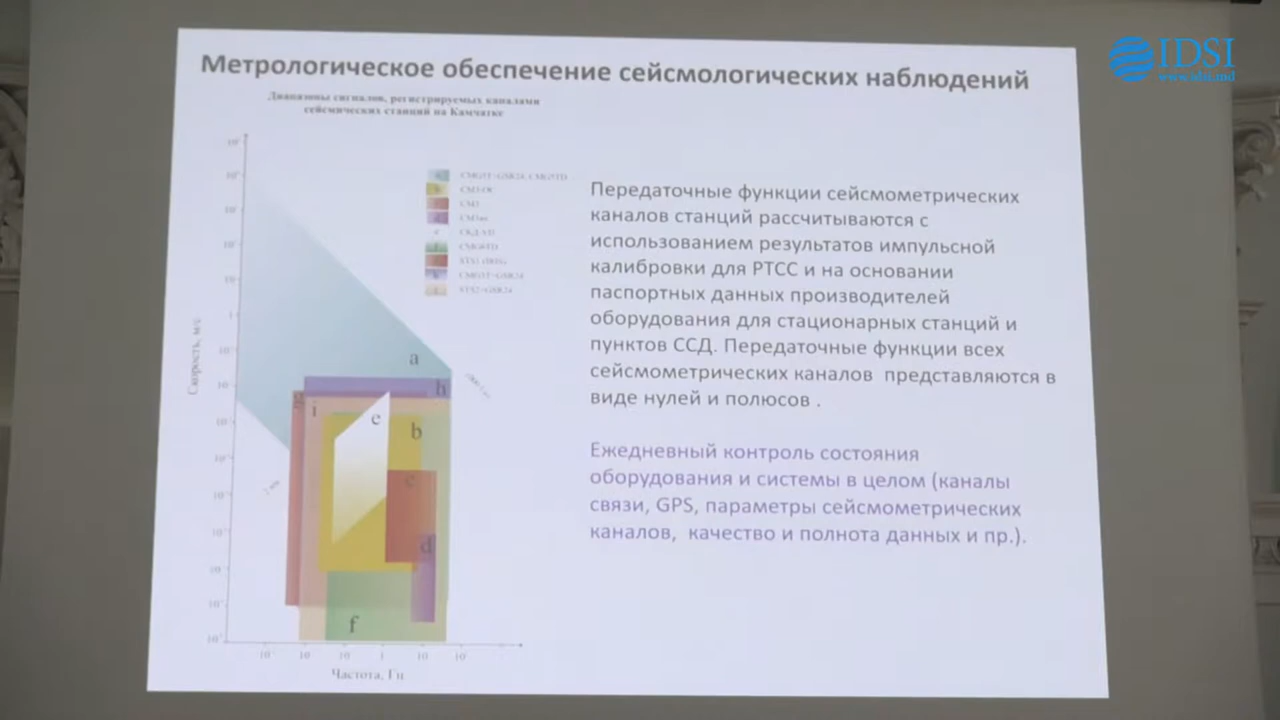 IDSI
www.idsi.md
Метрологическое обеспечение сейсмологических наблюдений
Диапазоны сигналов, регистрируемых каналами
сейсмических станций на Камчатке
Скорость, м/с
a
h
g
i
e
b
c
d
f
Частота, Гц
Передаточные функции сейсмометрических
каналов станций рассчитываются с
использованием результатов импульсной
калибровки для РТСС и на основании
паспортных данных производителей
оборудования для стационарных станций и
пунктов ССД. Передаточные функции всех
сейсмометрических каналов представляются в
виде нулей и полюсов .
Ежедневный контроль состояния
оборудования и системы в целом (каналы
связи, GPS, параметры сейсмометрических
каналов, качество и полнота данных и пр.).